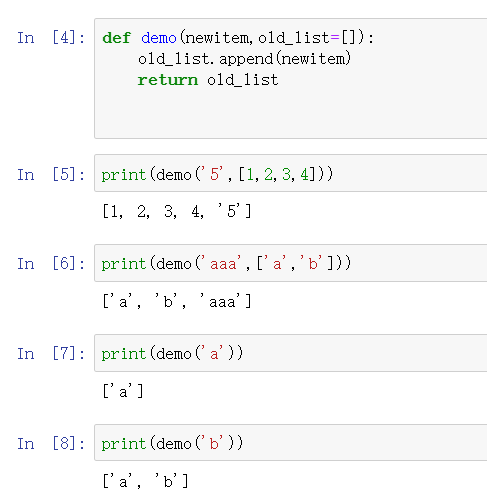 In [4]: def demo(newitem,old_list=[]):
    old_list.append(newitem)
    return old_list
In [5]: print(demo('5',[1,2,3,4]))
[1, 2, 3, 4, '5']
In [6]: print(demo('aaa',['a','b']))
['a', 'b', 'aaa']
In [7]: print(demo('a'))
['a']
In [8]: print(demo('b'))
['a', 'b']